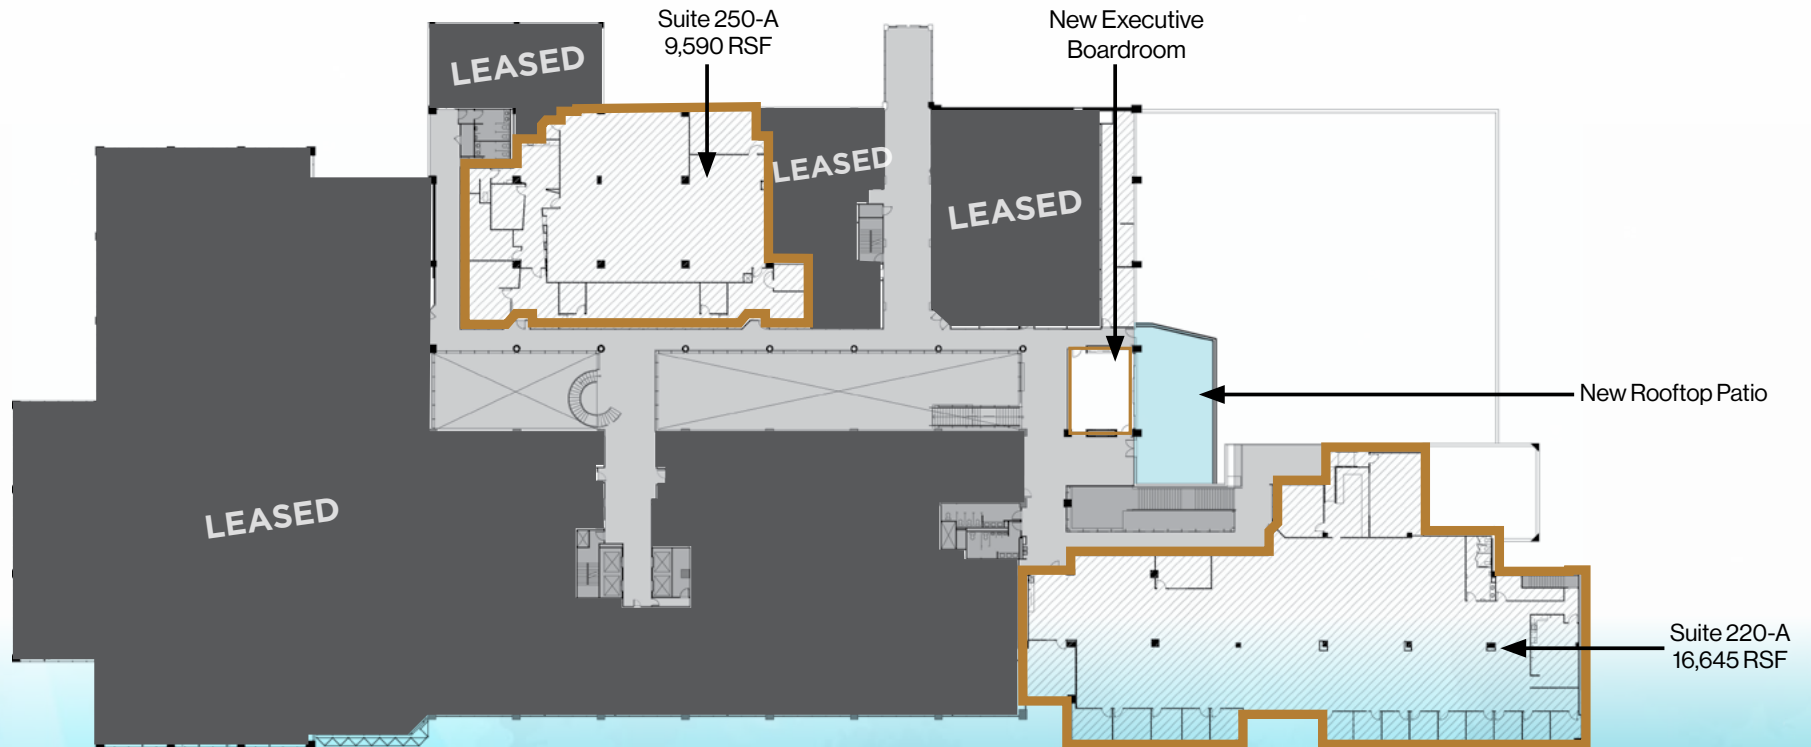 Suite 250-A
9,590 RSF
New Executive
Boardroom
LEASED
LEASED
LEASED
New Rooftop Patio
LEASED
Suite 220-A
16,645 RSF